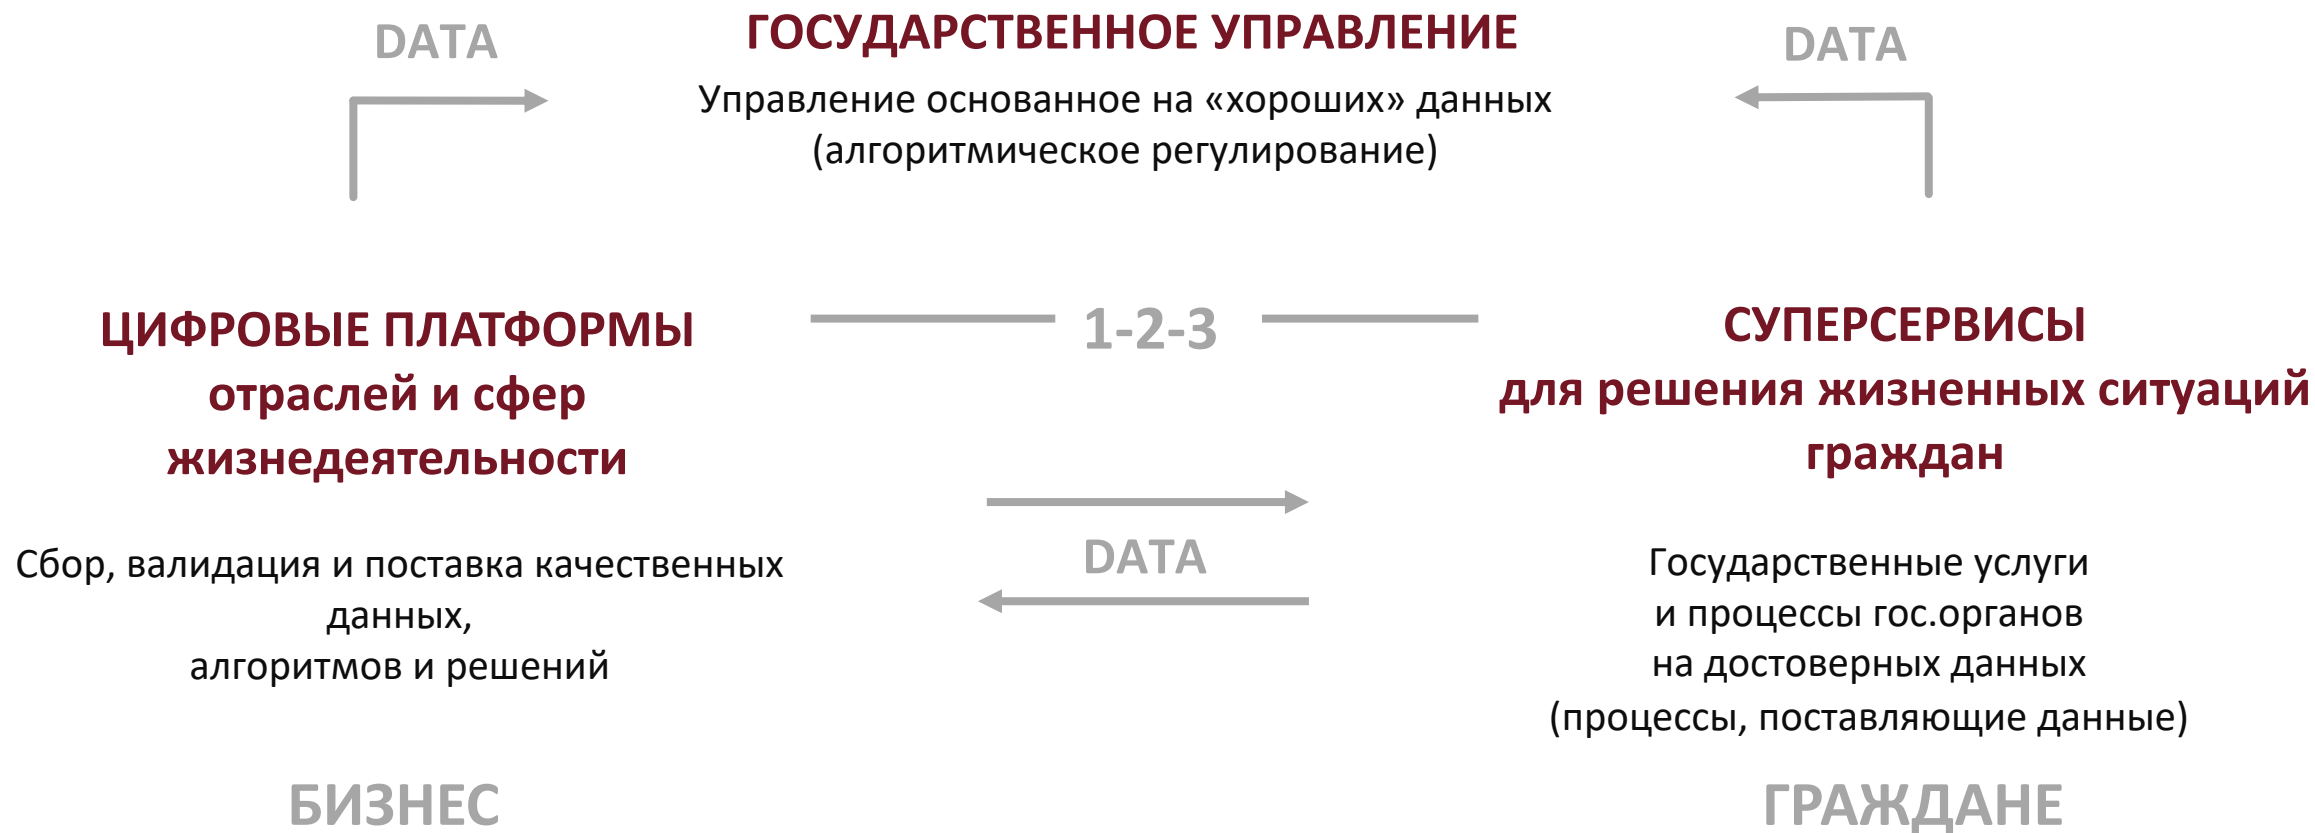 DATA
ГОСУДАРСТВЕННОЕ УПРАВЛЕНИЕ
DATA
Управление основанное на «хороших» данных
(алгоритмическое регулирование)
ЦИФРОВЫЕ ПЛАТФОРМЫ
отраслей и сфер
жизнедеятельности
1-2-3
СУПЕРСЕРВИСЫ
для решения жизненных ситуаций
граждан
Сбор, валидация и поставка качественных
данных,
алгоритмов и решений
DATA
Государственные услуги
и процессы гос.органов
на достоверных данных
(процессы, поставляющие данные)
БИЗНЕС
ГРАЖДАНЕ